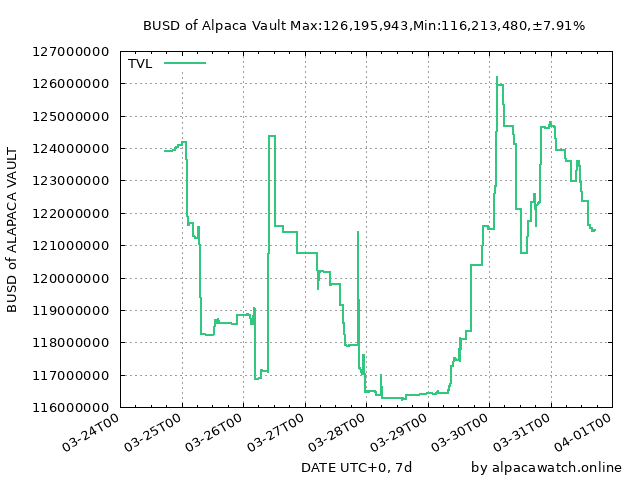 BUSD of Alpaca Vault Max:126,195,943,Min:116,213,480,±7.91%
127000000
126000000
125000000
124000000
123000000
122000000
121000000
120000000
119000000
118000000
117000000
116000000
TVL
BUSD of ALAPACA VAULT
03-24T00
03-25T00
03-26T00
03-27T00
03-28T00
03-29T00
03-30T00
03-31T00
04-01T00
DATE UTC+0, 7d
by alpacawatch.online